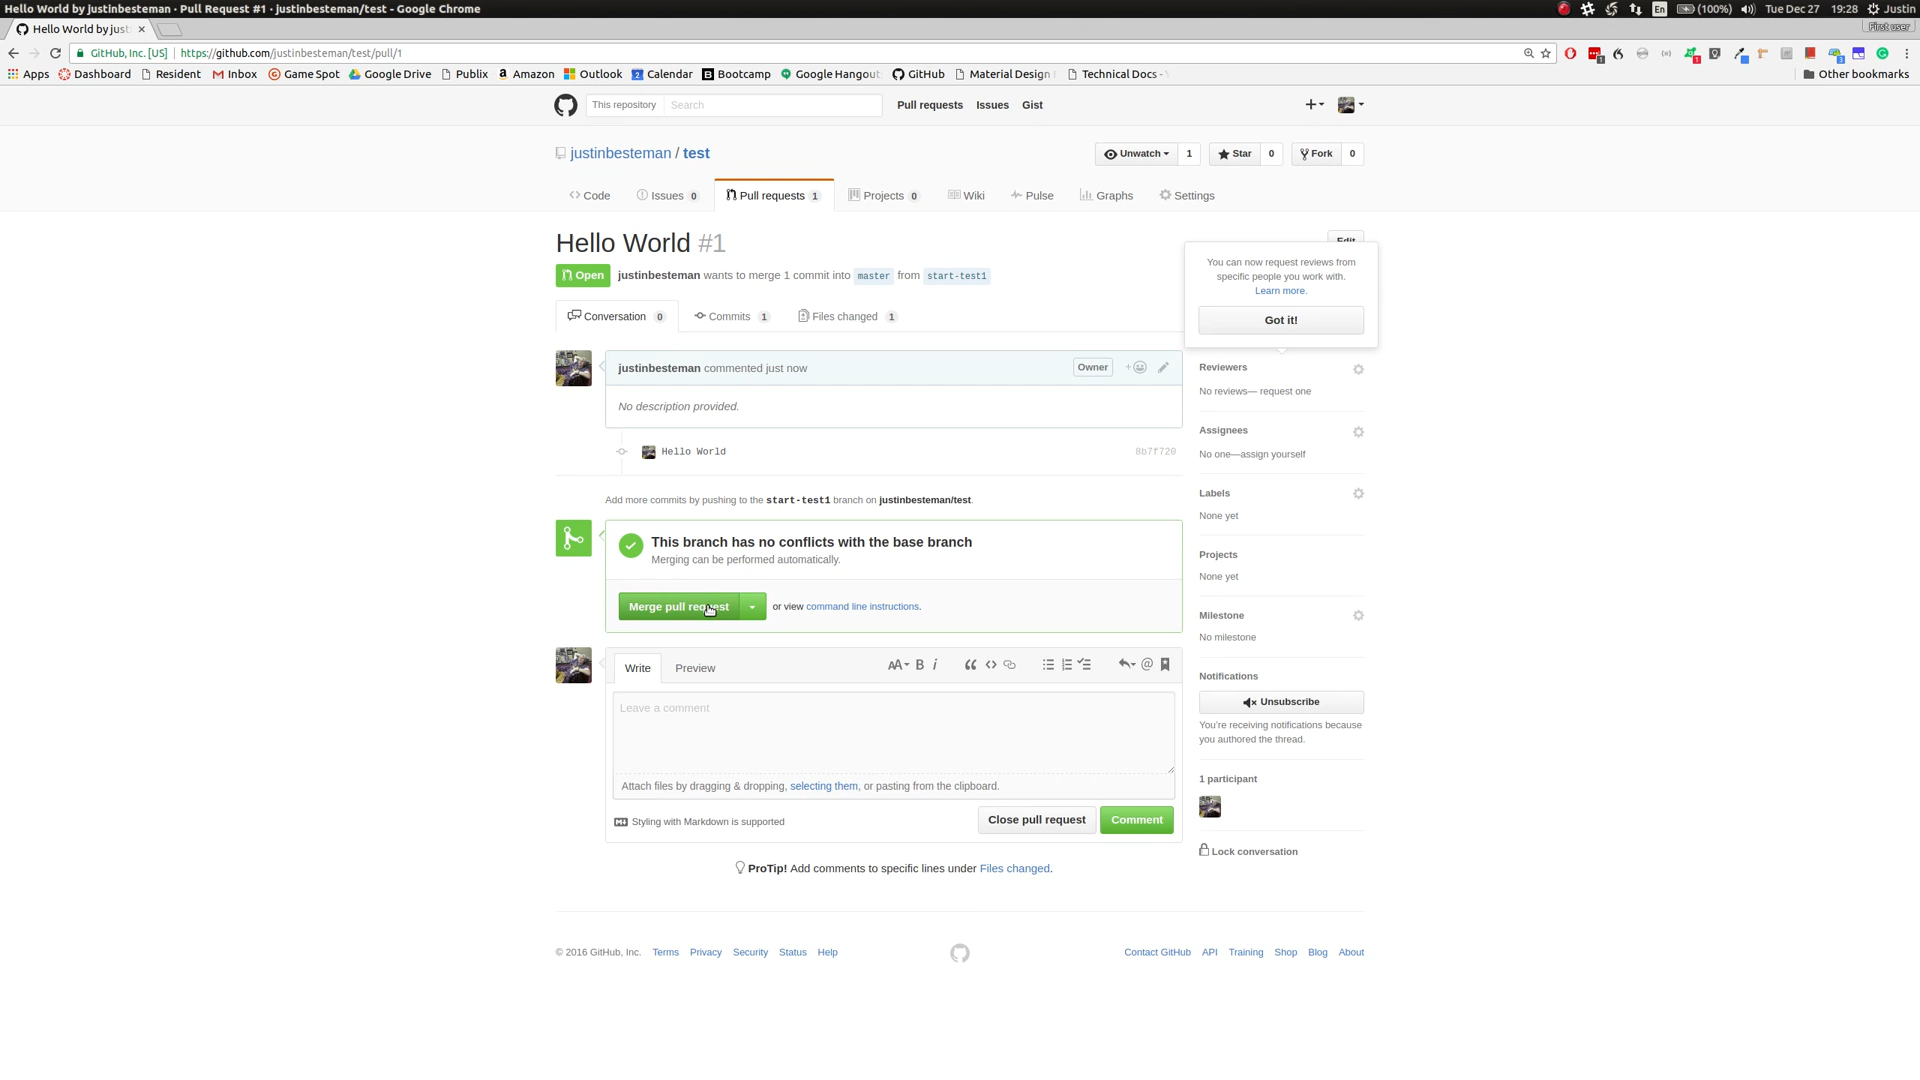 Hello World by justinbesteman · Pull Request #1 · justinbesteman/test - Google Chrome
En (100%) Tue Dec 27 19:28 Justin
Hello World by just
First user
GitHub, Inc. [US] https://github.com/justinbesteman/test/pull/1
Apps Dashboard Resident Inbox Game Spot Google Drive Publix Amazon Outlook Calendar Bootcamp Google Hangout GitHub Material Design Technical Docs - Other bookmarks
This repository Search Pull requests Issues Gist
justinbesteman / test
Unwatch 1 Star 0 Fork 0
Code Issues 0 Pull requests 1 Projects 0 Wiki Pulse Graphs Settings
Hello World #1
Edit
Open justinbesteman wants to merge 1 commit into master from start-test1
You can now request reviews from
specific people you work with.
Learn more.
Got it!
Conversation 0 Commits 1 Files changed 1
justinbesteman commented just now Owner
No description provided.
Hello World 8b7f720
Add more commits by pushing to the start-test1 branch on justinbesteman/test.
This branch has no conflicts with the base branch
Merging can be performed automatically.
Merge pull request or view command line instructions.
Write Preview AA B i
Leave a comment
Attach files by dragging & dropping, selecting them, or pasting from the clipboard.
Styling with Markdown is supported
Close pull request Comment
ProTip! Add comments to specific lines under Files changed.
Reviewers
No reviews— request one
Assignees
No one—assign yourself
Labels
None yet
Projects
None yet
Milestone
No milestone
Notifications
Unsubscribe
You're receiving notifications because
you authored the thread.
1 participant
Lock conversation
© 2016 GitHub, Inc. Terms Privacy Security Status Help
Contact GitHub API Training Shop Blog About